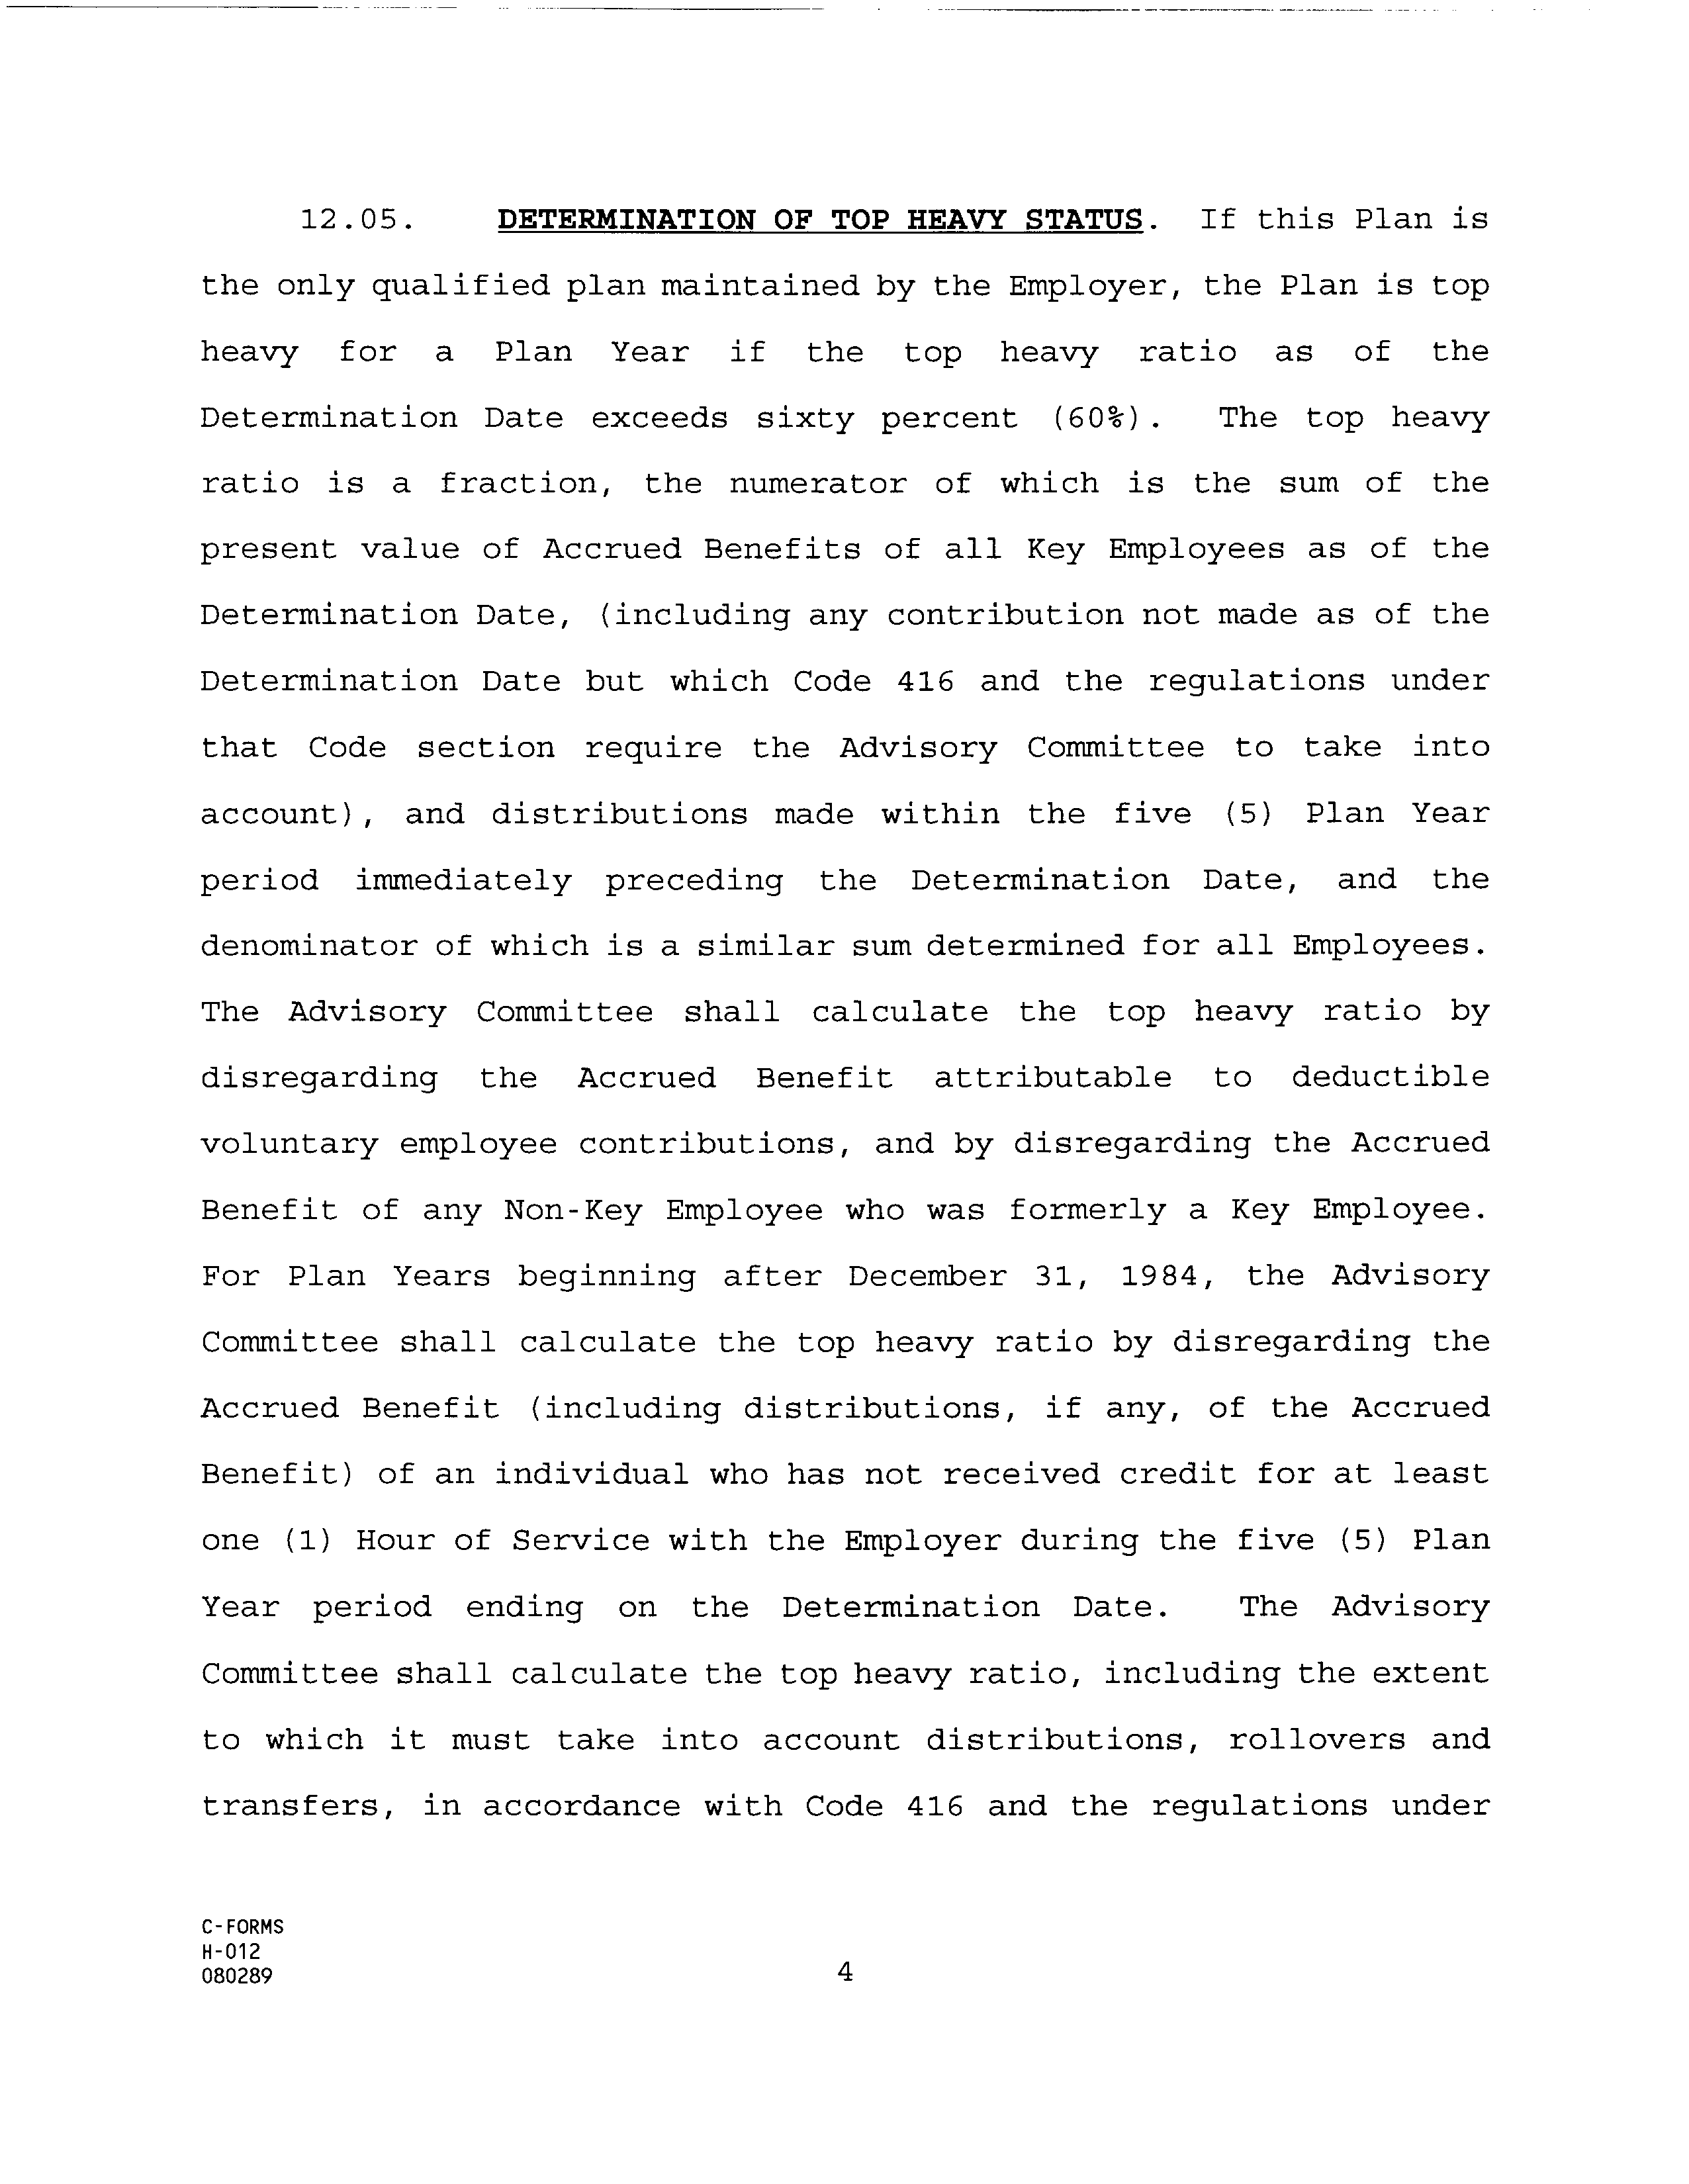 12.05. DETERMINATION OF TOP HEAVY STATUS. If this Plan is
the only qualified plan maintained by the Employer, the Plan is top
heavy for a Plan Year if the top heavy ratio as of the
Determination Date exceeds sixty percent (60%). The top heavy
ratio is a fraction, the numerator of which is the sum of the
present value of Accrued Benefits of all Key Employees as of the
Determination Date, (including any contribution not made as of the
Determination Date but which Code 416 and the regulations under
that Code section require the Advisory Committee to take into
account), and distributions made within the five (5) Plan Year
period immediately preceding the Determination Date, and the
denominator of which is a similar sum determined for all Employees.
The Advisory Committee shall calculate the top heavy ratio by
disregarding the Accrued Benefit attributable to deductible
voluntary employee contributions, and by disregarding the Accrued
Benefit of any Non-Key Employee who was formerly a Key Employee.
For Plan Years beginning after December 31, 1984, the Advisory
Committee shall calculate the top heavy ratio by disregarding the
Accrued Benefit (including distributions, if any, of the Accrued
Benefit) of an individual who has not received credit for at least
one (1) Hour of Service with the Employer during the five (5) Plan
Year period ending on the Determination Date. The Advisory
Committee shall calculate the top heavy ratio, including the extent
to which it must take into account distributions, rollovers and
transfers, in accordance with Code 416 and the regulations under
C-FORMS
H-012
080289
4